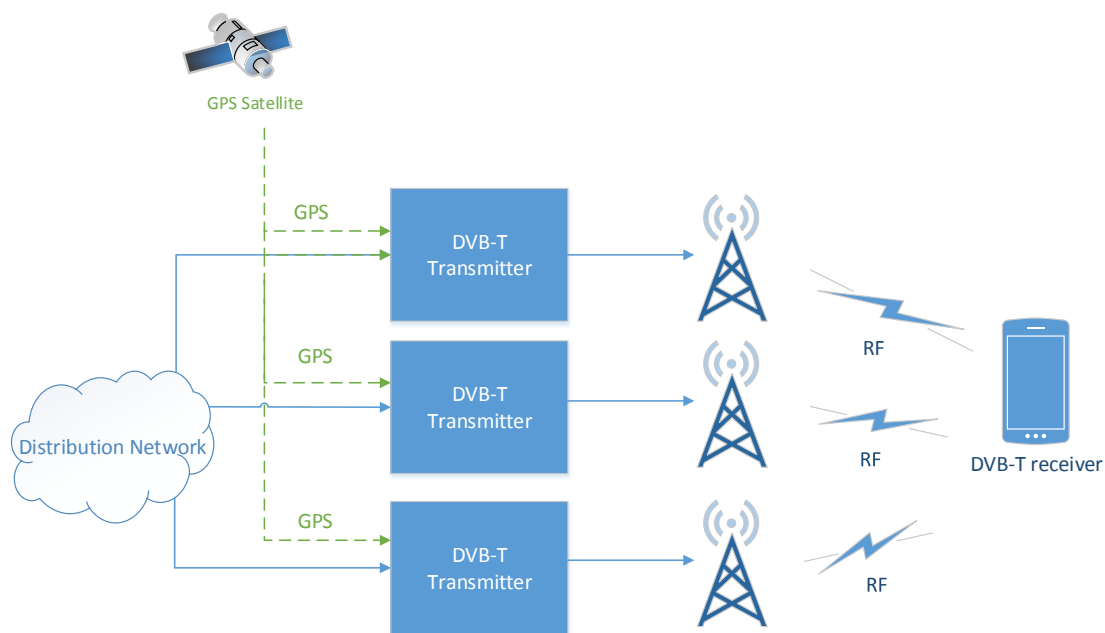 GPS Satellite
GPS
DVB-T
Transmitter
RF
GPS
DVB-T
Transmitter
Distribution Network
RF
DVB-T receiver
GPS
DVB-T
Transmitter
RF